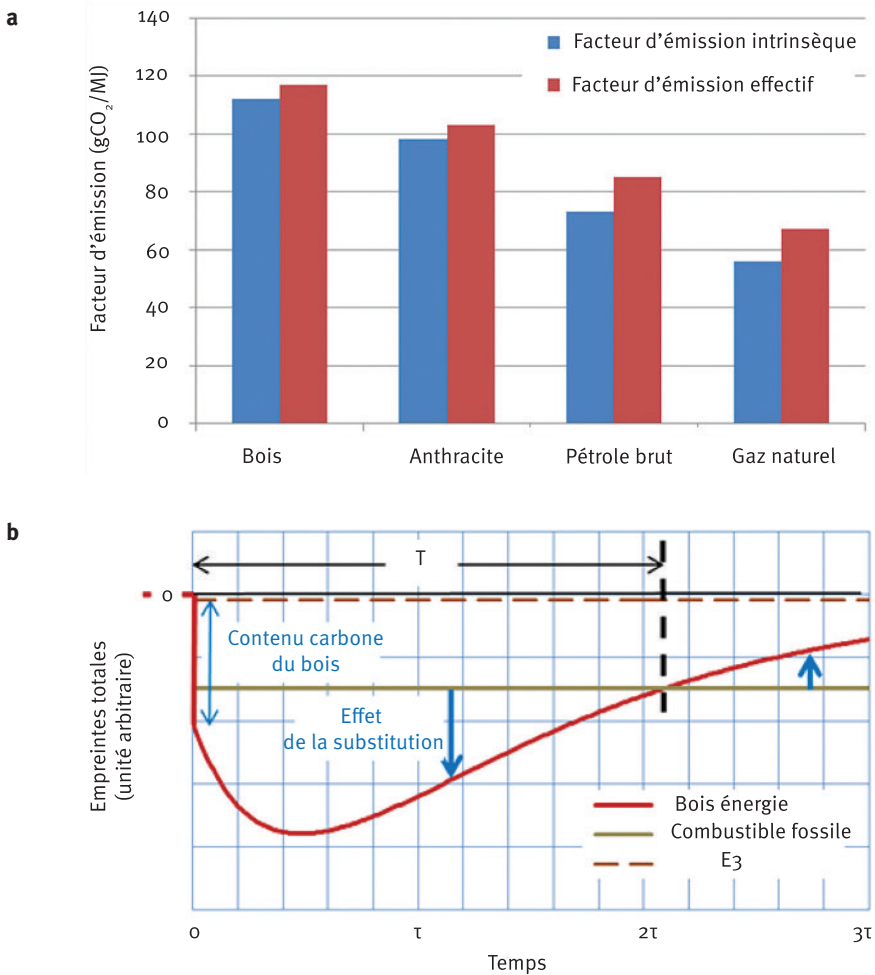 a
Facteur d’émission (gCO₂/MJ)
140
120
100
80
60
40
20
0
Facteur d’émission intrinsèque
Facteur d’émission effectif
Bois
Anthracite
Pétrole brut
Gaz naturel
b
Empreintes totales
(unité arbitraire)
T
0
Contenu carbone
du bois
Effet
de la substitution
Bois énergie
Combustible fossile
E3
0
τ
2τ
3τ
Temps